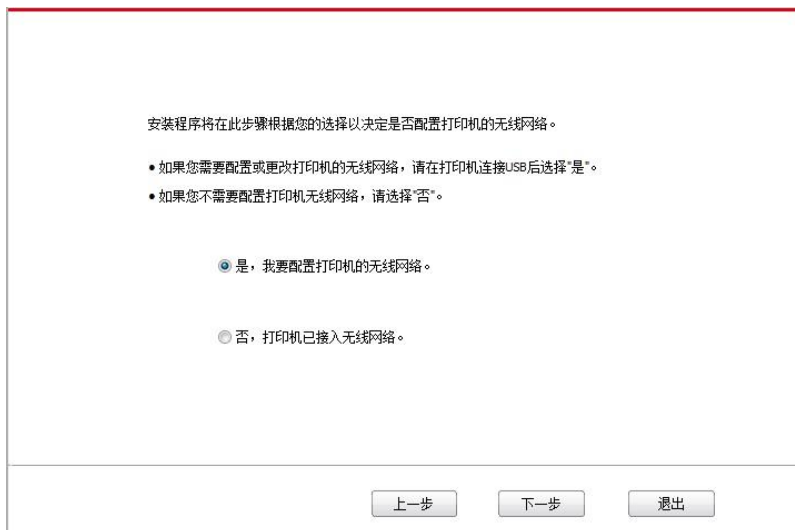 安装程序将在此步骤根据您的选择以决定是否配置打印机的无线网络。
• 如果您需要配置或更改打印机的无线网络，请在打印机连接USB后选择"是"。
• 如果您不需要配置打印机无线网络，请选择"否"。
是，我要配置打印机的无线网络。
否，打印机已接入无线网络。
上一步 下一步 退出